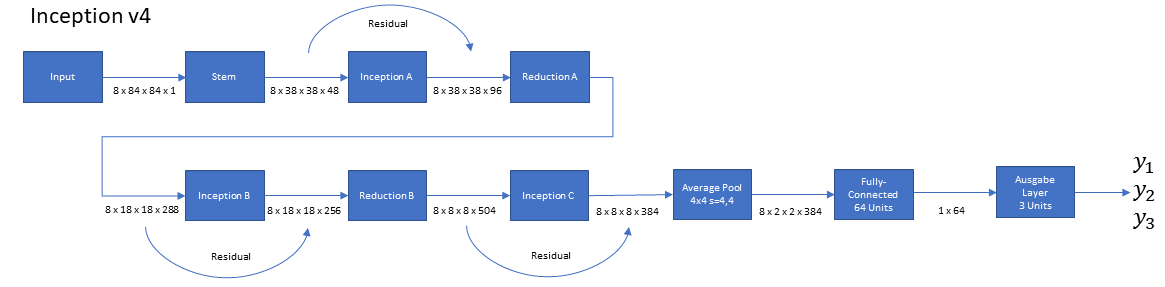 Inception v4
Residual
Input
Stem
Inception A
Reduction A
8 x 84 x 84 x 1
8 x 38 x 38 x 48
8 x 38 x 38 x 96
Inception B
Reduction B
Inception C
Average Pool
4x4 s=4,4
Fully-
Connected
64 Units
Ausgabe
Layer
3 Units
y1
y2
y3
8 x 18 x 18 x 288
8 x 18 x 18 x 256
8 x 8 x 8 x 504
8 x 8 x 8 x 384
8 x 2 x 2 x 384
1 x 64
Residual
Residual